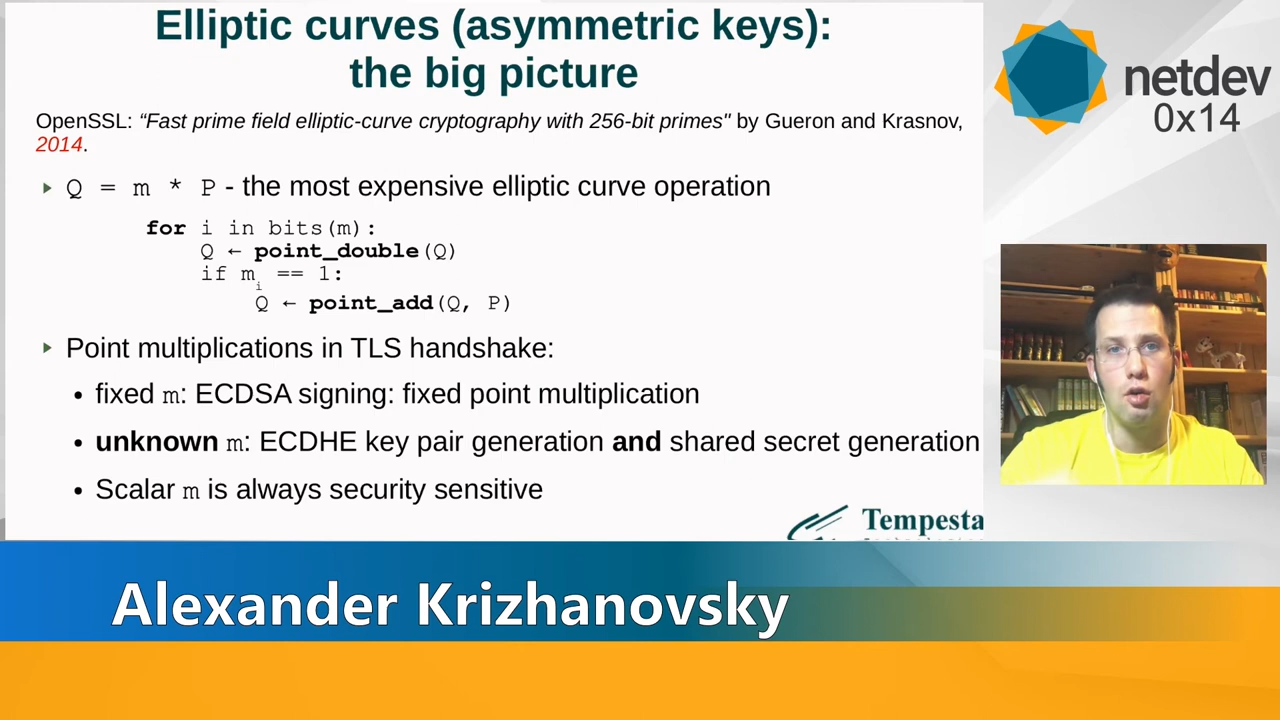 Elliptic curves (asymmetric keys):
the big picture
OpenSSL: “Fast prime field elliptic-curve cryptography with 256-bit primes" by Gueron and Krasnov,
2014.
Q = m * P - the most expensive elliptic curve operation
for i in bits(m):
Q ← point_double(Q)
if mᵢ == 1:
Q ← point_add(Q, P)
Point multiplications in TLS handshake:
• fixed m: ECDSA signing: fixed point multiplication
• unknown m: ECDHE key pair generation and shared secret generation
• Scalar m is always security sensitive
Tempesta
netdev
0x14
Alexander Krizhanovsky